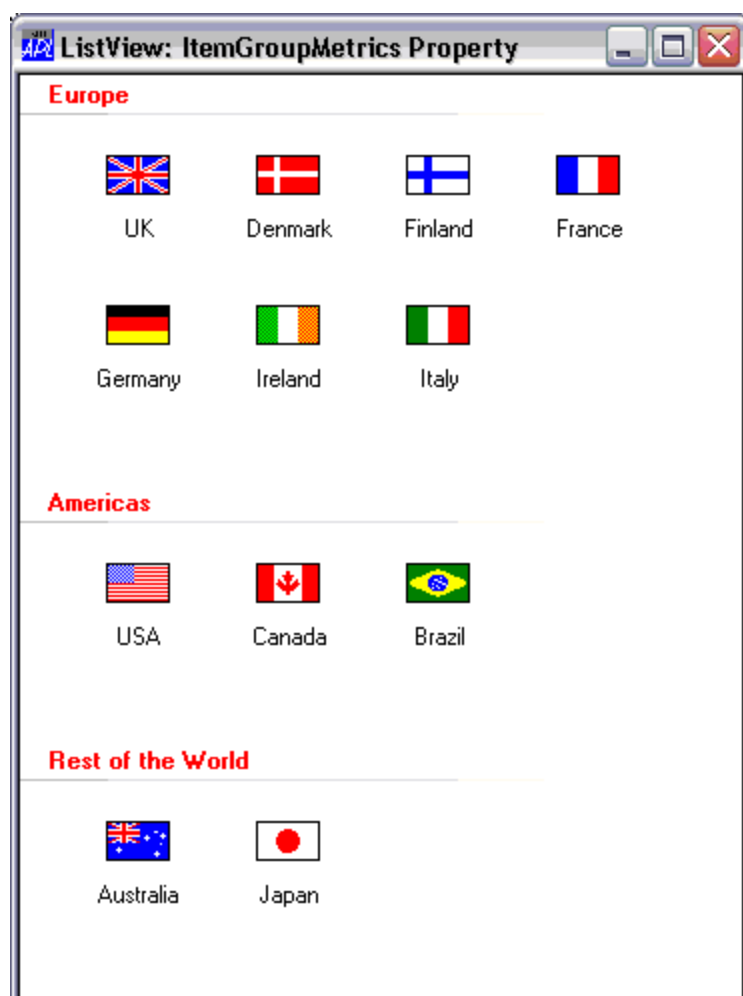 APL ListView: ItemGroupMetrics Property
Europe
UK Denmark Finland France
Germany Ireland Italy
Americas
USA Canada Brazil
Rest of the World
Australia Japan